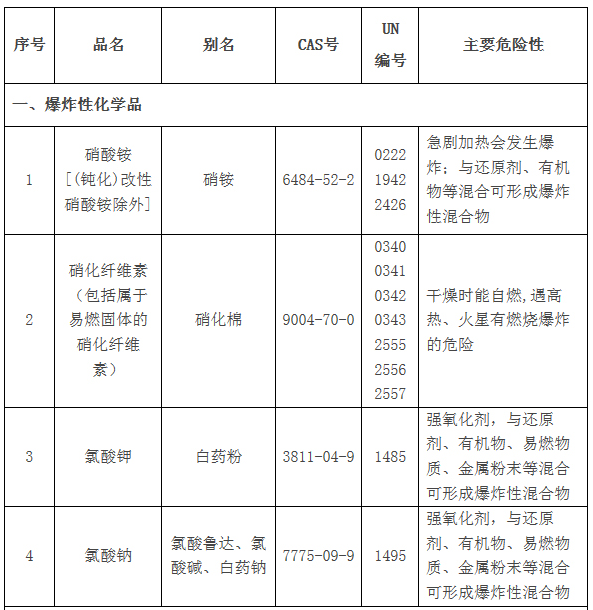 序号 品名 别名 CAS号 UN编号 主要危险性
一、爆炸性化学品
1
硝酸铵
[(钝化)改性
硝酸铵除外]
硝铵
6484-52-2
0222
1942
2426
急剧加热会发生爆
炸；与还原剂、有机
物等混合可形成爆炸
性混合物
2
硝化纤维素
（包括属于
易燃固体的
硝化纤维
素）
硝化棉
9004-70-0
0340
0341
0342
0343
2555
2556
2557
干燥时能自燃,遇高
热、火星有燃烧爆炸
的危险
3
氯酸钾
白药粉
3811-04-9
1485
强氧化剂，与还原
剂、有机物、易燃物
质、金属粉末等混合
可形成爆炸性混合物
4
氯酸钠
氯酸鲁达、氯
酸碱、白药钠
7775-09-9
1495
强氧化剂，与还原
剂、有机物、易燃物
质、金属粉末等混合
可形成爆炸性混合物